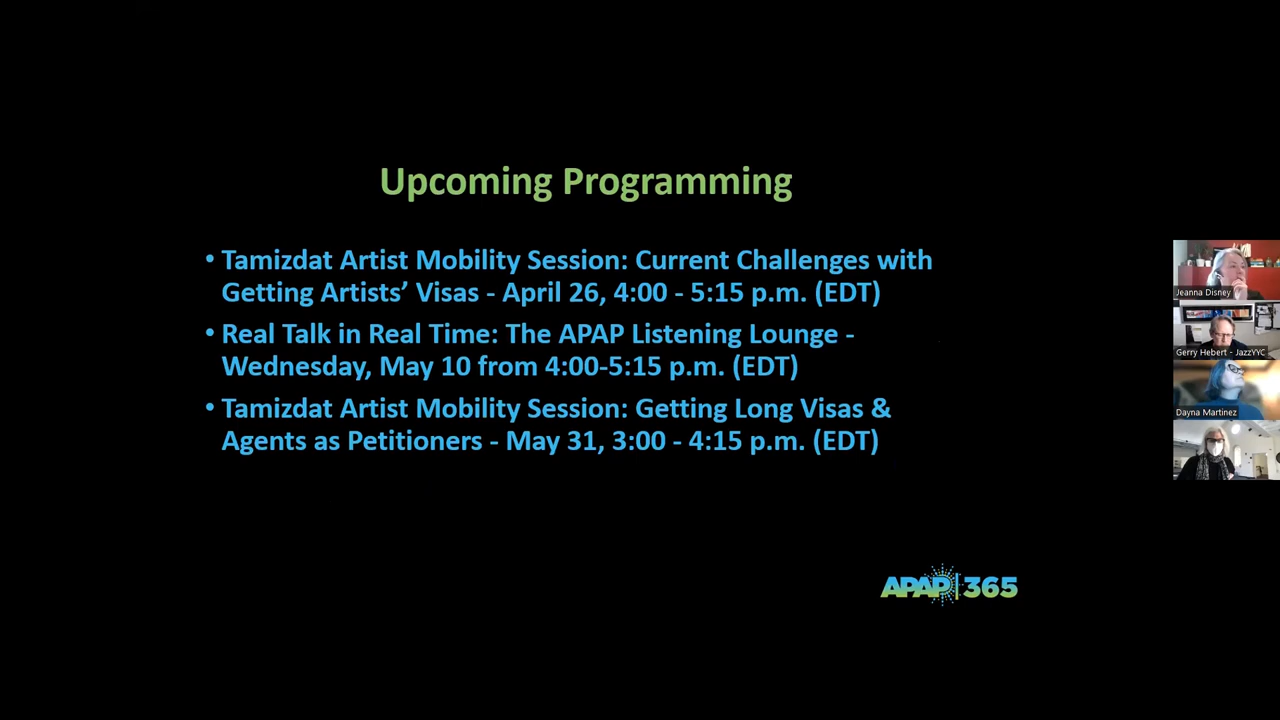 Upcoming Programming
• Tamizdat Artist Mobility Session: Current Challenges with
Getting Artists’ Visas - April 26, 4:00 - 5:15 p.m. (EDT)
• Real Talk in Real Time: The APAP Listening Lounge -
Wednesday, May 10 from 4:00-5:15 p.m. (EDT)
• Tamizdat Artist Mobility Session: Getting Long Visas &
Agents as Petitioners - May 31, 3:00 - 4:15 p.m. (EDT)
APAP|365
Jeanna Disney
Gerry Hebert - JazzYYC
Dayna Martinez